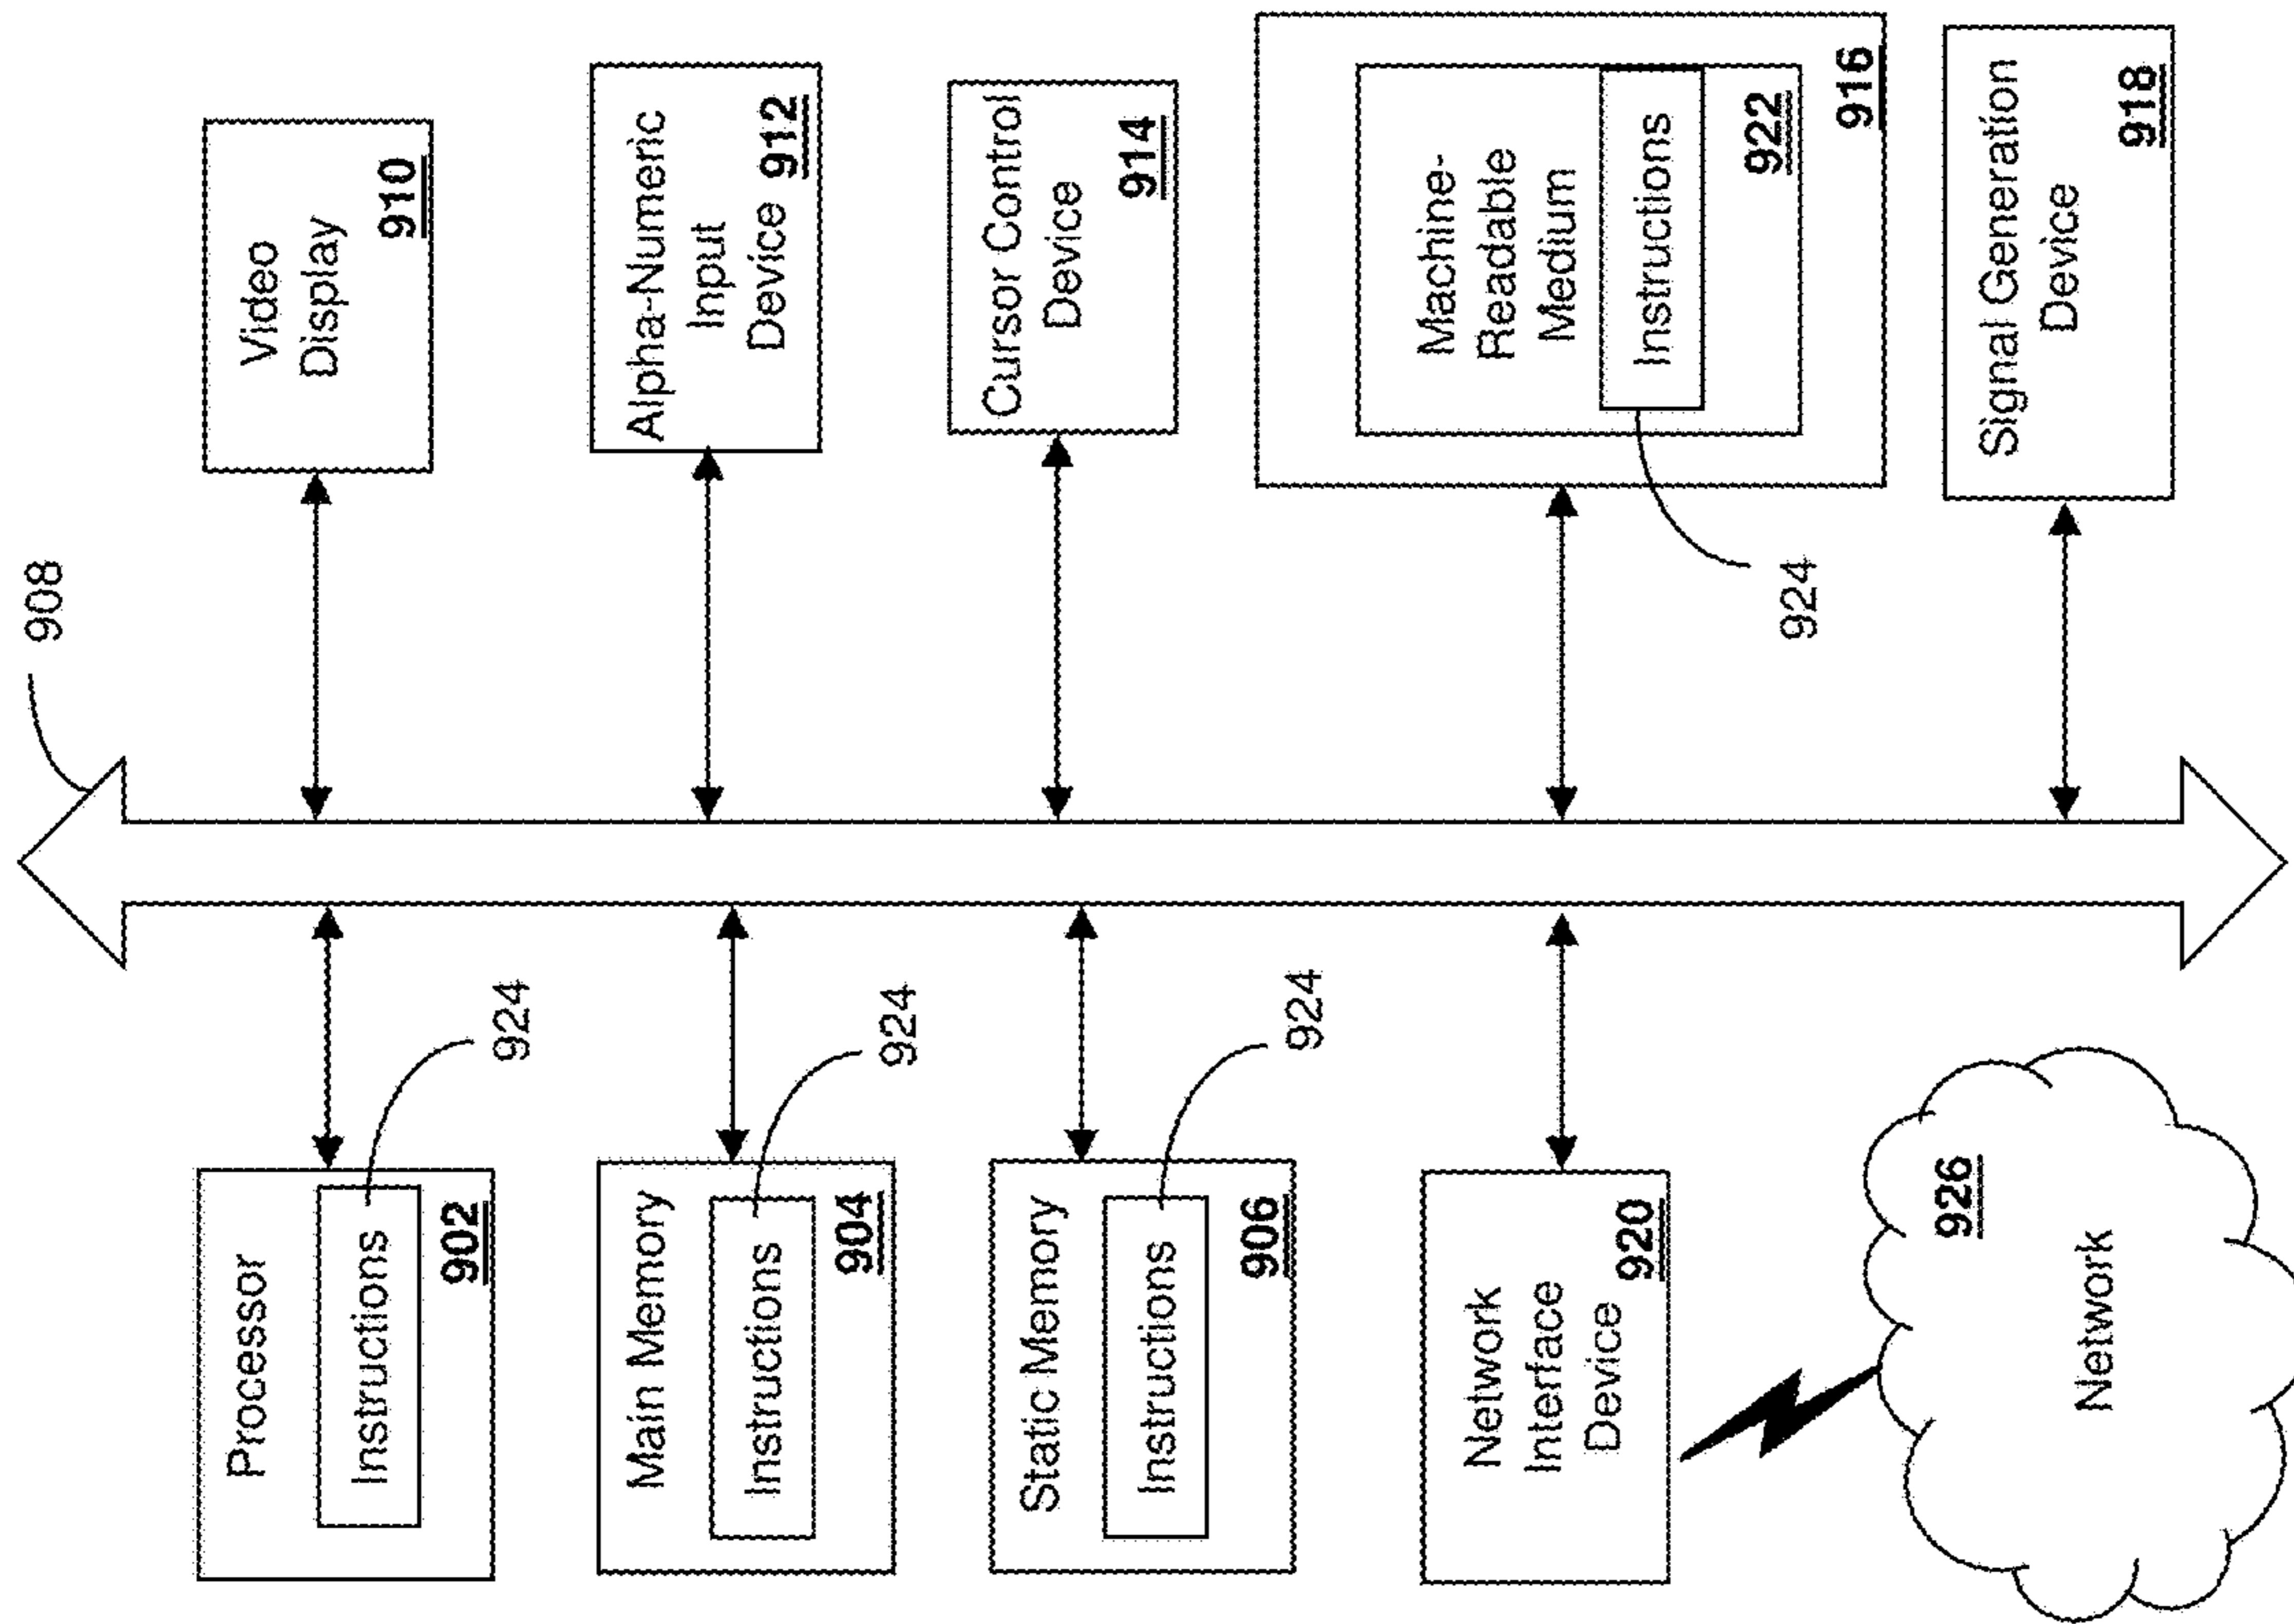 908
Processor
Instructions
902
924
Main Memory
Instructions
904
924
Static Memory
Instructions
906
924
Network
Interface
Device
920
926
Network
Video
Display
910
Alpha-Numeric
Input
Device 912
Cursor Control
Device
914
Machine-
Readable
Medium
Instructions
922
916
924
Signal Generation
Device
918